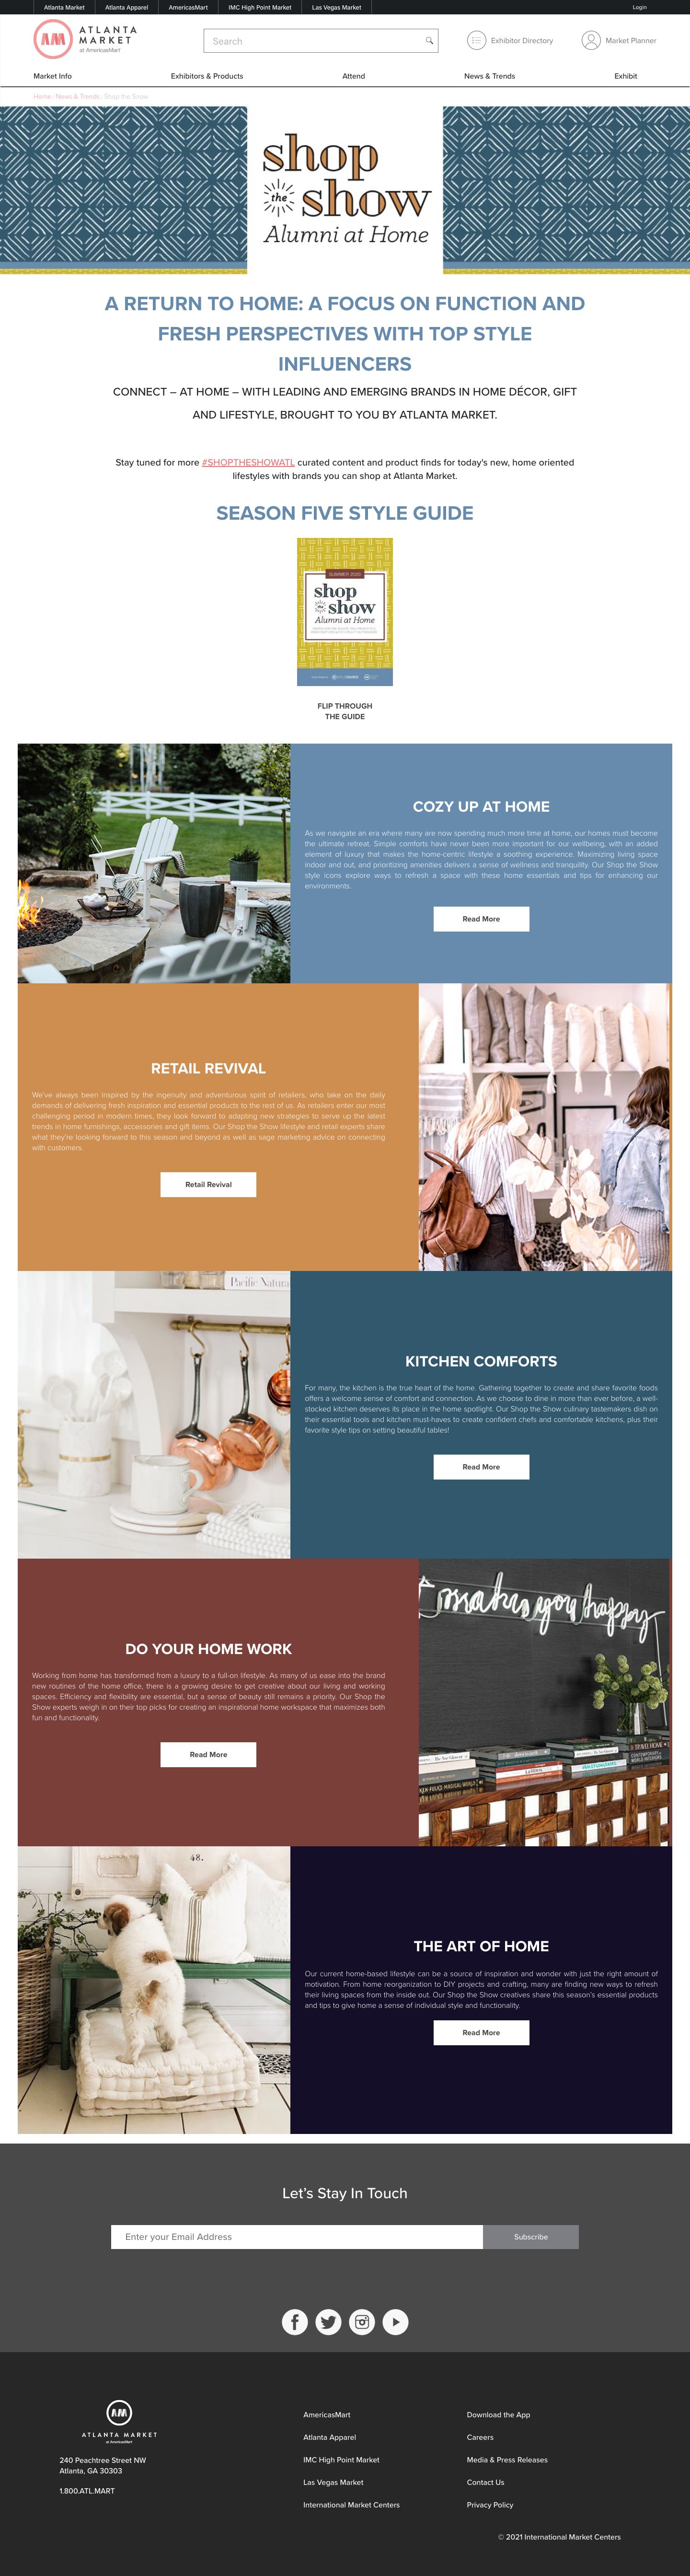 Atlanta Market
Atlanta Apparel
AmericasMart
IMC High Point Market
Las Vegas Market
Login
AM
ATLANTA
MARKET
at AmericasMart
Search
Exhibitor Directory
Market Planner
Market Info
Exhibitors & Products
Attend
News & Trends
Exhibit
Home News & Trends Shop the Show
shop
the show
Alumni at Home
A RETURN TO HOME: A FOCUS ON FUNCTION AND
FRESH PERSPECTIVES WITH TOP STYLE
INFLUENCERS
CONNECT – AT HOME – WITH LEADING AND EMERGING BRANDS IN HOME DÉCOR, GIFT
AND LIFESTYLE, BROUGHT TO YOU BY ATLANTA MARKET.
Stay tuned for more #SHOPTHESHOWATL curated content and product finds for today's new, home oriented
lifestyles with brands you can shop at Atlanta Market.
SEASON FIVE STYLE GUIDE
SUMMER 2020
shop
the show
Alumni at Home
FLIP THROUGH
THE GUIDE
COZY UP AT HOME
As we navigate an era where many are now spending much more time at home, our homes must become
the ultimate retreat. Simple comforts have never been more important for our wellbeing, with an added
element of luxury that makes the home-centric lifestyle a soothing experience. Maximizing living space
indoor and out, and prioritizing amenities delivers a sense of wellness and tranquility. Our Shop the Show
style icons explore ways to refresh a space with these home essentials and tips for enhancing our
environments.
Read More
RETAIL REVIVAL
We've always been inspired by the ingenuity and adventurous spirit of retailers, who take on the daily
demands of delivering fresh inspiration and essential products to the rest of us. As retailers enter our most
challenging period in modern times, they look forward to adapting new strategies to serve up the latest
trends in home furnishings, accessories and gift items. Our Shop the Show lifestyle and retail experts share
what they're looking forward to this season and beyond as well as sage marketing advice on connecting
with customers.
Retail Revival
Pacific Natura
KITCHEN COMFORTS
For many, the kitchen is the true heart of the home. Gathering together to create and share favorite foods
offers a welcome sense of comfort and connection. As we choose to dine in more than ever before, a well-
stocked kitchen deserves its place in the home spotlight. Our Shop the Show culinary tastemakers dish on
their essential tools and kitchen must-haves to create confident chefs and comfortable kitchens, plus their
favorite style tips on setting beautiful tables!
Read More
DO YOUR HOME WORK
Working from home has transformed from a luxury to a full-on lifestyle. As many of us ease into the brand
new routines of the home office, there is a growing desire to get creative about our living and working
spaces. Efficiency and flexibility are essential, but a sense of beauty still remains a priority. Our Shop the
Show experts weigh in on their top picks for creating an inspirational home workspace that maximizes both
fun and functionality.
Read More
makes you happy
48.
THE ART OF HOME
Our current home-based lifestyle can be a source of inspiration and wonder with just the right amount of
motivation. From home reorganization to DIY projects and crafting, many are finding new ways to refresh
their living spaces from the inside out. Our Shop the Show creatives share this season's essential products
and tips to give home a sense of individual style and functionality.
Read More
Let's Stay In Touch
Enter your Email Address
Subscribe
AM
ATLANTA MARKET
at AmericasMart
240 Peachtree Street NW
Atlanta, GA 30303
1.800.ATL.MART
AmericasMart
Atlanta Apparel
IMC High Point Market
Las Vegas Market
International Market Centers
Download the App
Careers
Media & Press Releases
Contact Us
Privacy Policy
© 2021 International Market Centers